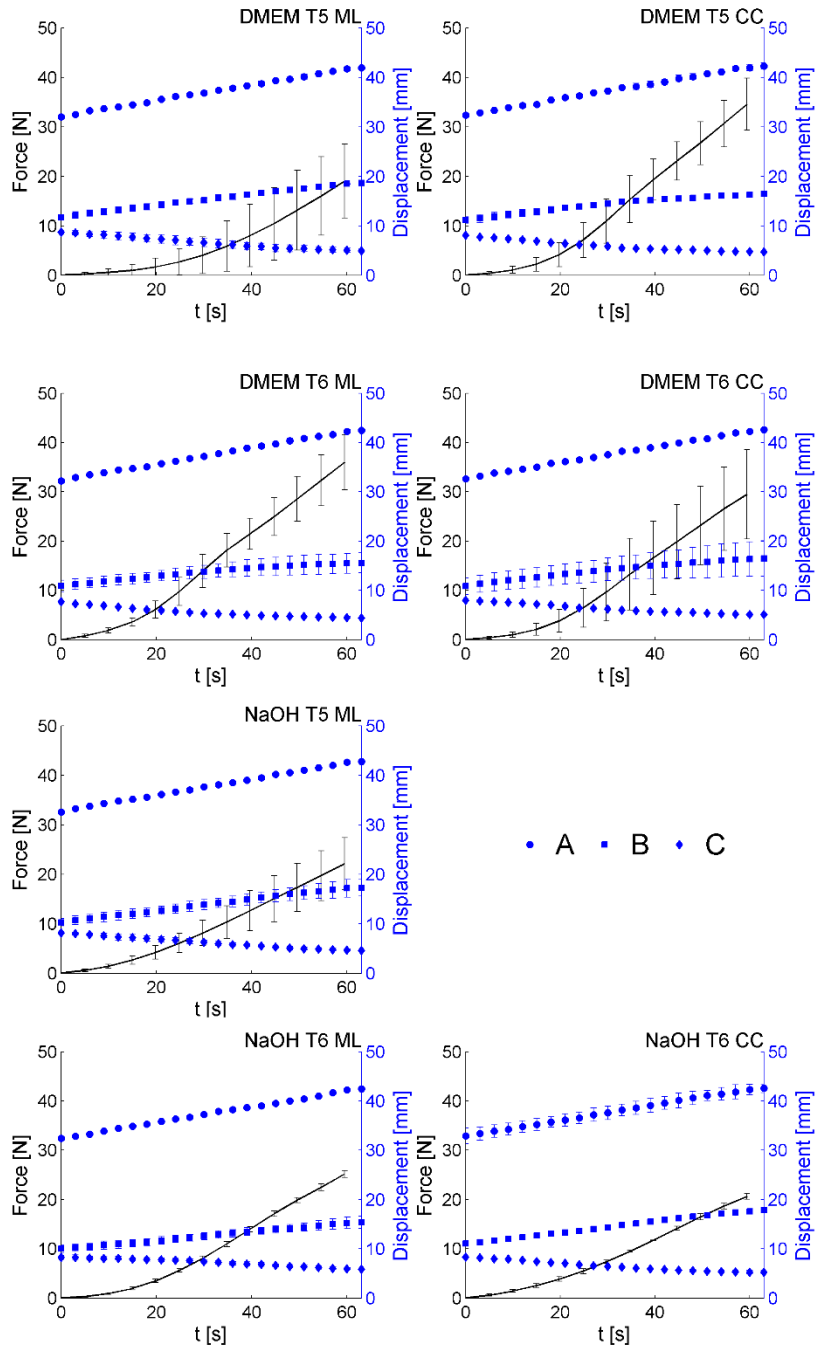 DMEM T5 ML
50
40
30
20
10
0
Force [N]
50
40
30
20
10
0
Displacement [mm]
0 20 40 60
t [s]
DMEM T5 CC
50
40
30
20
10
0
Force [N]
50
40
30
20
10
0
Displacement [mm]
0 20 40 60
t [s]
DMEM T6 ML
50
40
30
20
10
0
Force [N]
50
40
30
20
10
0
Displacement [mm]
0 20 40 60
t [s]
DMEM T6 CC
50
40
30
20
10
0
Force [N]
50
40
30
20
10
0
Displacement [mm]
0 20 40 60
t [s]
NaOH T5 ML
50
40
30
20
10
0
Force [N]
50
40
30
20
10
0
Displacement [mm]
0 20 40 60
t [s]
A B C
NaOH T6 ML
50
40
30
20
10
0
Force [N]
50
40
30
20
10
0
Displacement [mm]
0 20 40 60
t [s]
NaOH T6 CC
50
40
30
20
10
0
Force [N]
50
40
30
20
10
0
Displacement [mm]
0 20 40 60
t [s]